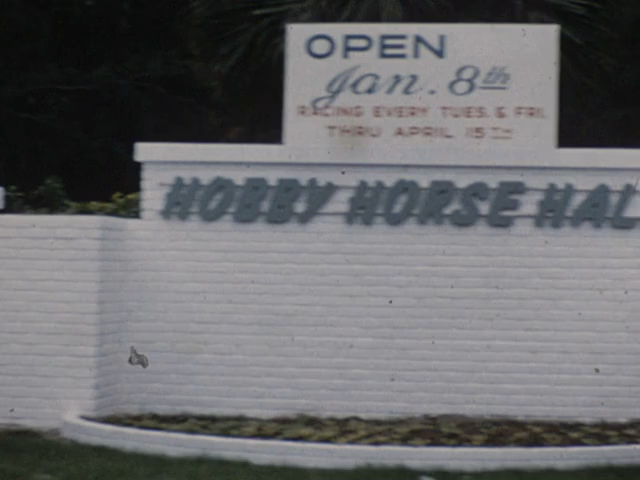 OPEN
Jan. 8th
RACING EVERY TUES. & FRI.
THRU APRIL 15TH
HOBBY HORSE HAL